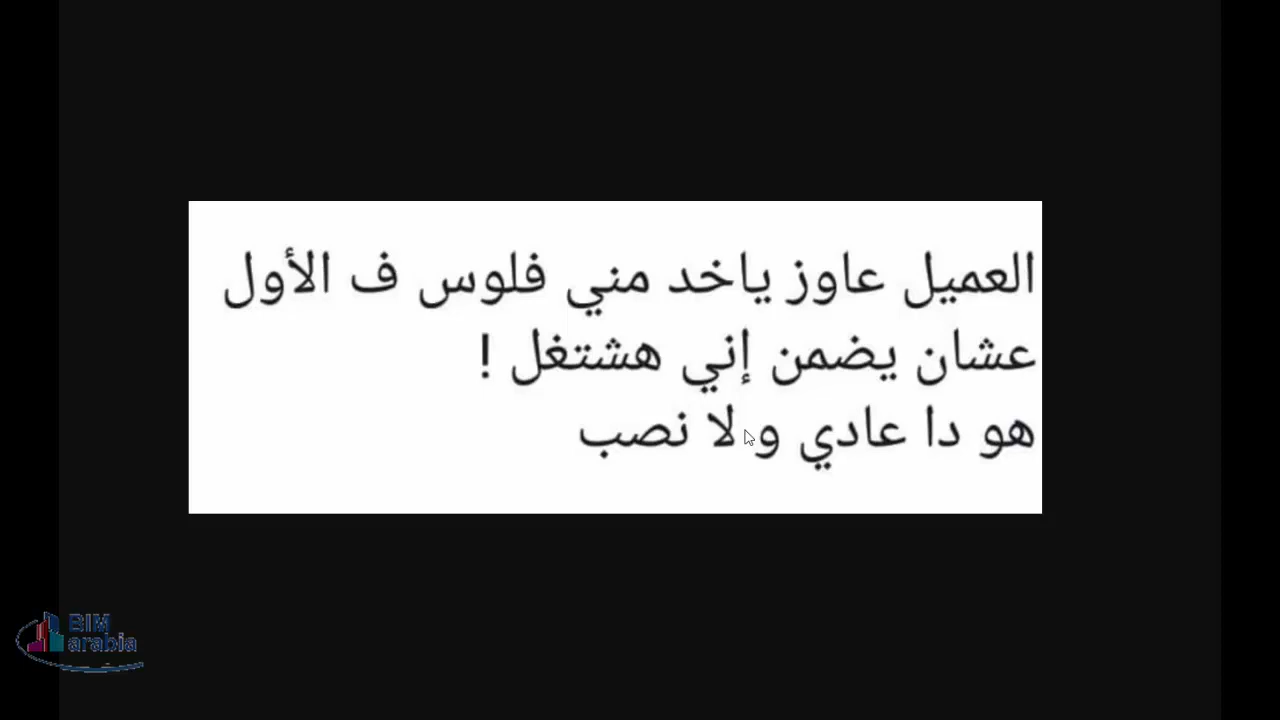 العميل عاوز ياخد مني فلوس ف الأول
عشان يضمن إني هشتغل !
هو دا عادي ولا نصب
BIM
arabia